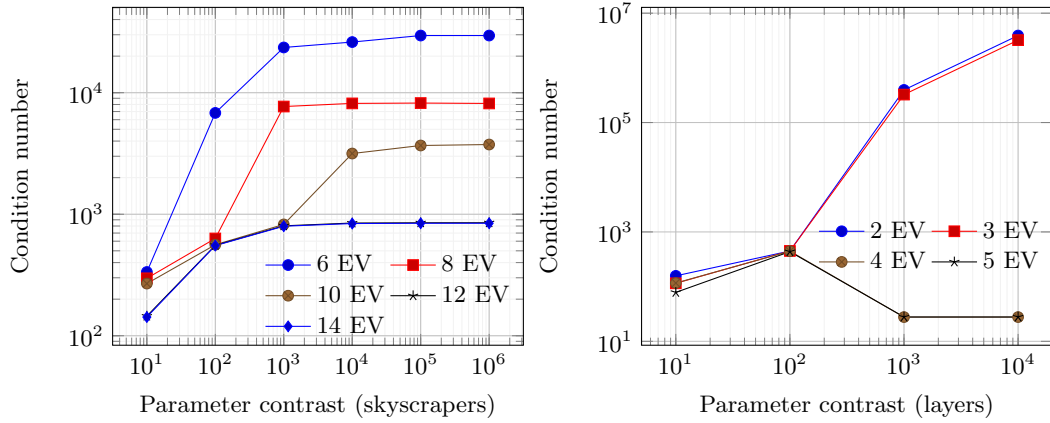 Condition number
10^4
10^3
10^2
6 EV 8 EV
10 EV 12 EV
14 EV
10^1 10^2 10^3 10^4 10^5 10^6
Parameter contrast (skyscrapers)
Condition number
10^7
10^5
10^3
10^1
2 EV 3 EV
4 EV 5 EV
10^1 10^2 10^3 10^4
Parameter contrast (layers)